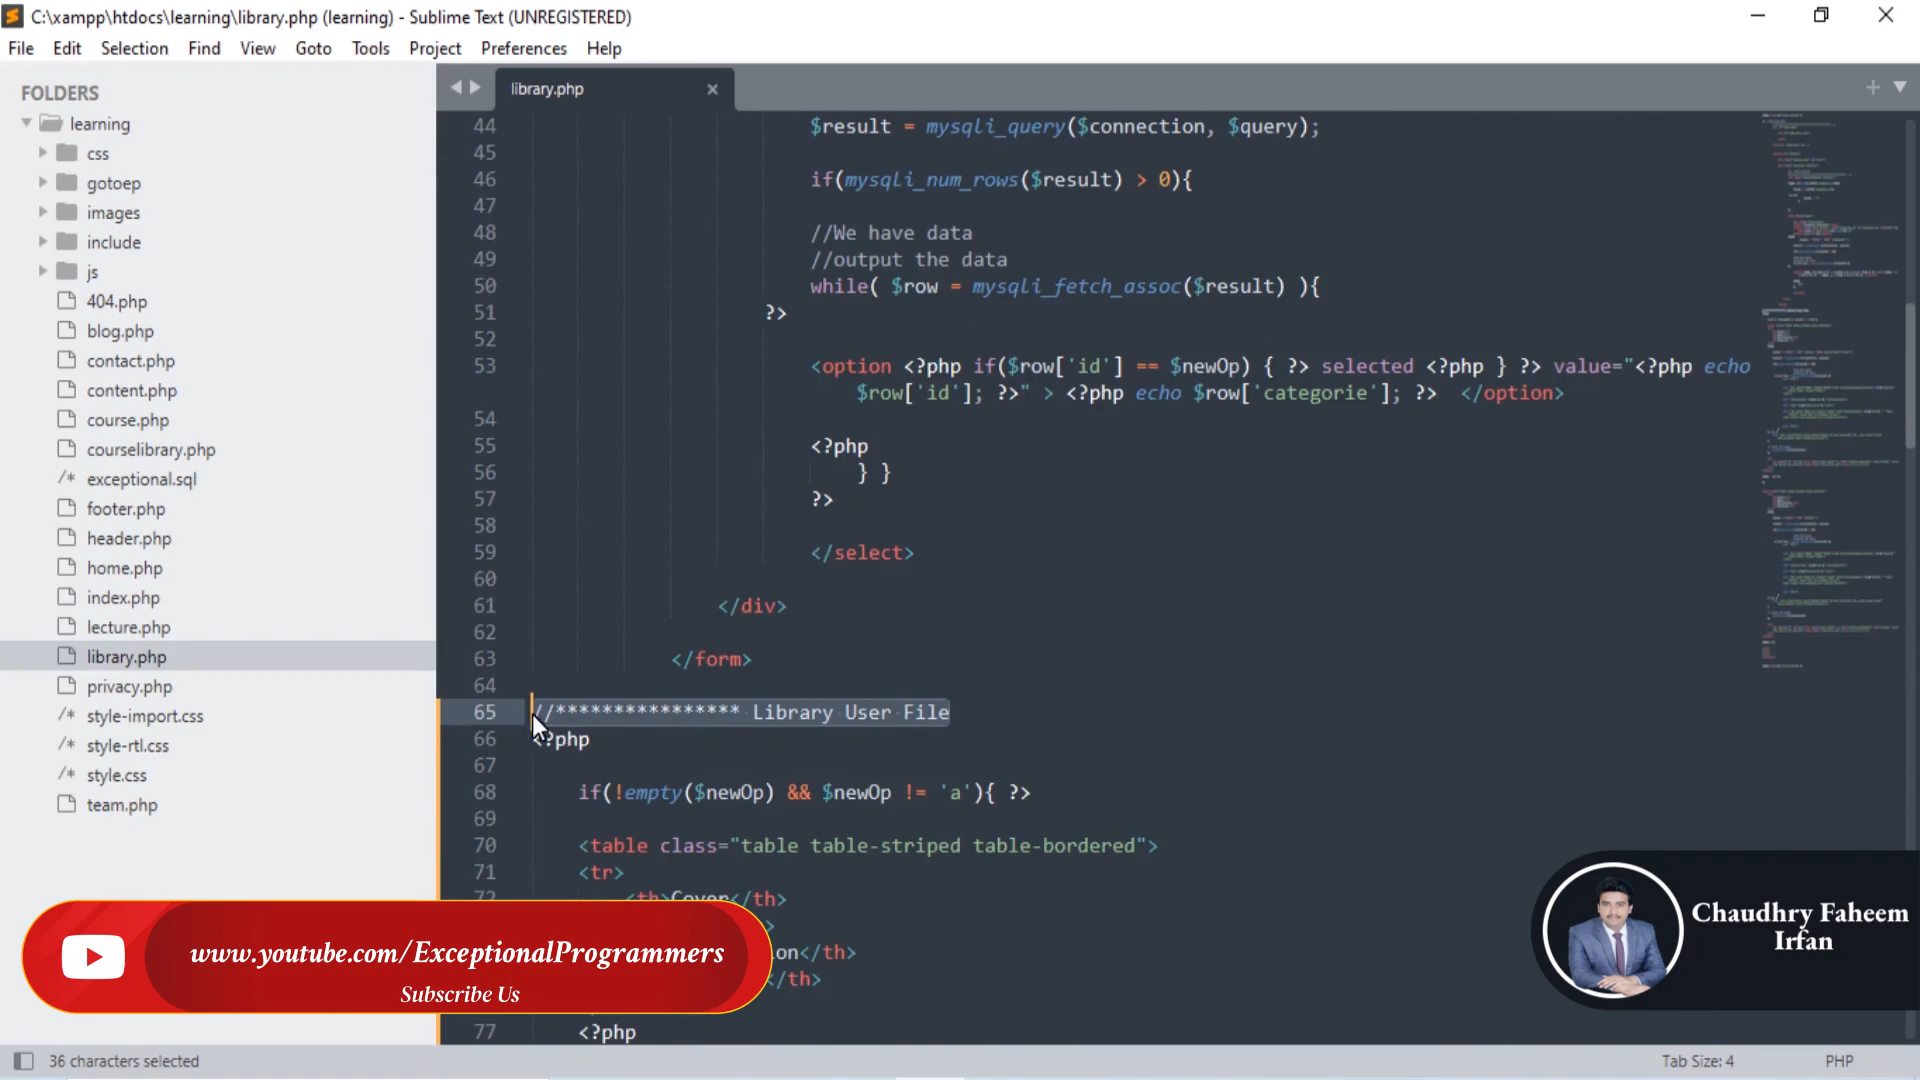 C:\xampp\htdocs\learning\library.php (learning) - Sublime Text (UNREGISTERED)
File Edit Selection Find View Goto Tools Project Preferences Help
FOLDERS
learning
css
gotoep
images
include
js
404.php
blog.php
contact.php
content.php
course.php
courselibrary.php
/* exceptional.sql
footer.php
header.php
home.php
index.php
lecture.php
library.php
privacy.php
/* style-import.css
/* style-rtl.css
/* style.css
team.php
library.php
44 $result = mysqli_query($connection, $query);
45
46 if(mysqli_num_rows($result) > 0){
47
48 //We have data
49 //output the data
50 while( $row = mysqli_fetch_assoc($result) ){
51 ?>
52
53 <option <?php if($row['id'] == $newOp) { ?> selected <?php } ?> value="<?php echo
$row['id']; ?>" > <?php echo $row['categorie']; ?> </option>
54
55 <?php
56 } }
57 ?>
58
59 </select>
60
61 </div>
62
63 </form>
64
65 //**************** Library User File
66 <?php
67
68 if(!empty($newOp) && $newOp != 'a'){ ?>
69
70 <table class="table table-striped table-bordered">
71 <tr>
72 <th>Cover</th>
>
on</th>
</th>
77 <?php
www.youtube.com/ExceptionalProgrammers
Subscribe Us
Chaudhry Faheem
Irfan
36 characters selected
Tab Size: 4
PHP